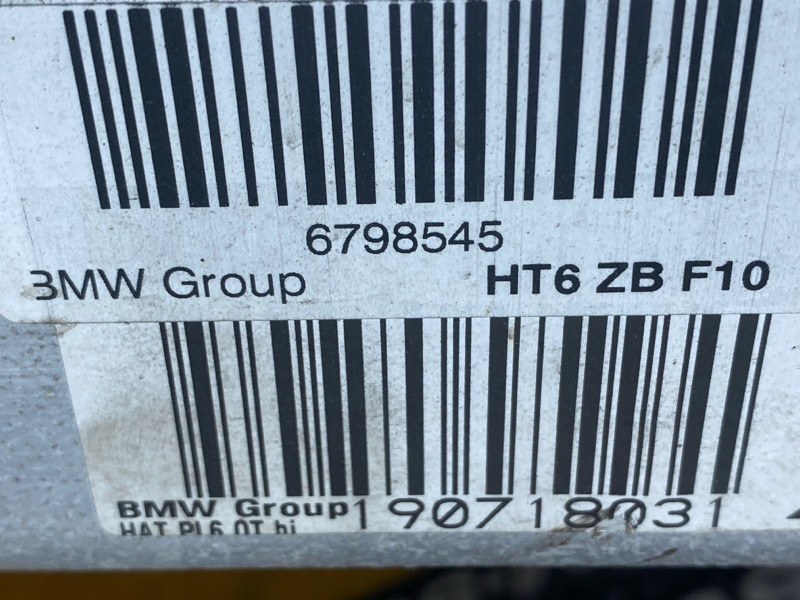 6798545
BMW Group HT6 ZB F10
BMW Group 190718031
HAT PL6 OT hi